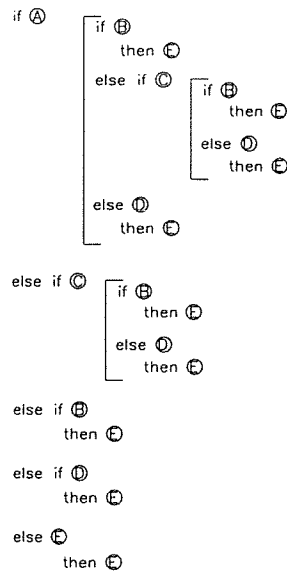 if Ⓐ
if Ⓑ
then Ⓔ
else if Ⓒ
if Ⓑ
then Ⓔ
else Ⓓ
then Ⓔ
else Ⓓ
then Ⓔ
else if Ⓒ
if Ⓑ
then Ⓔ
else Ⓓ
then Ⓔ
else if Ⓑ
then Ⓔ
else if Ⓓ
then Ⓔ
else Ⓔ
then Ⓔ